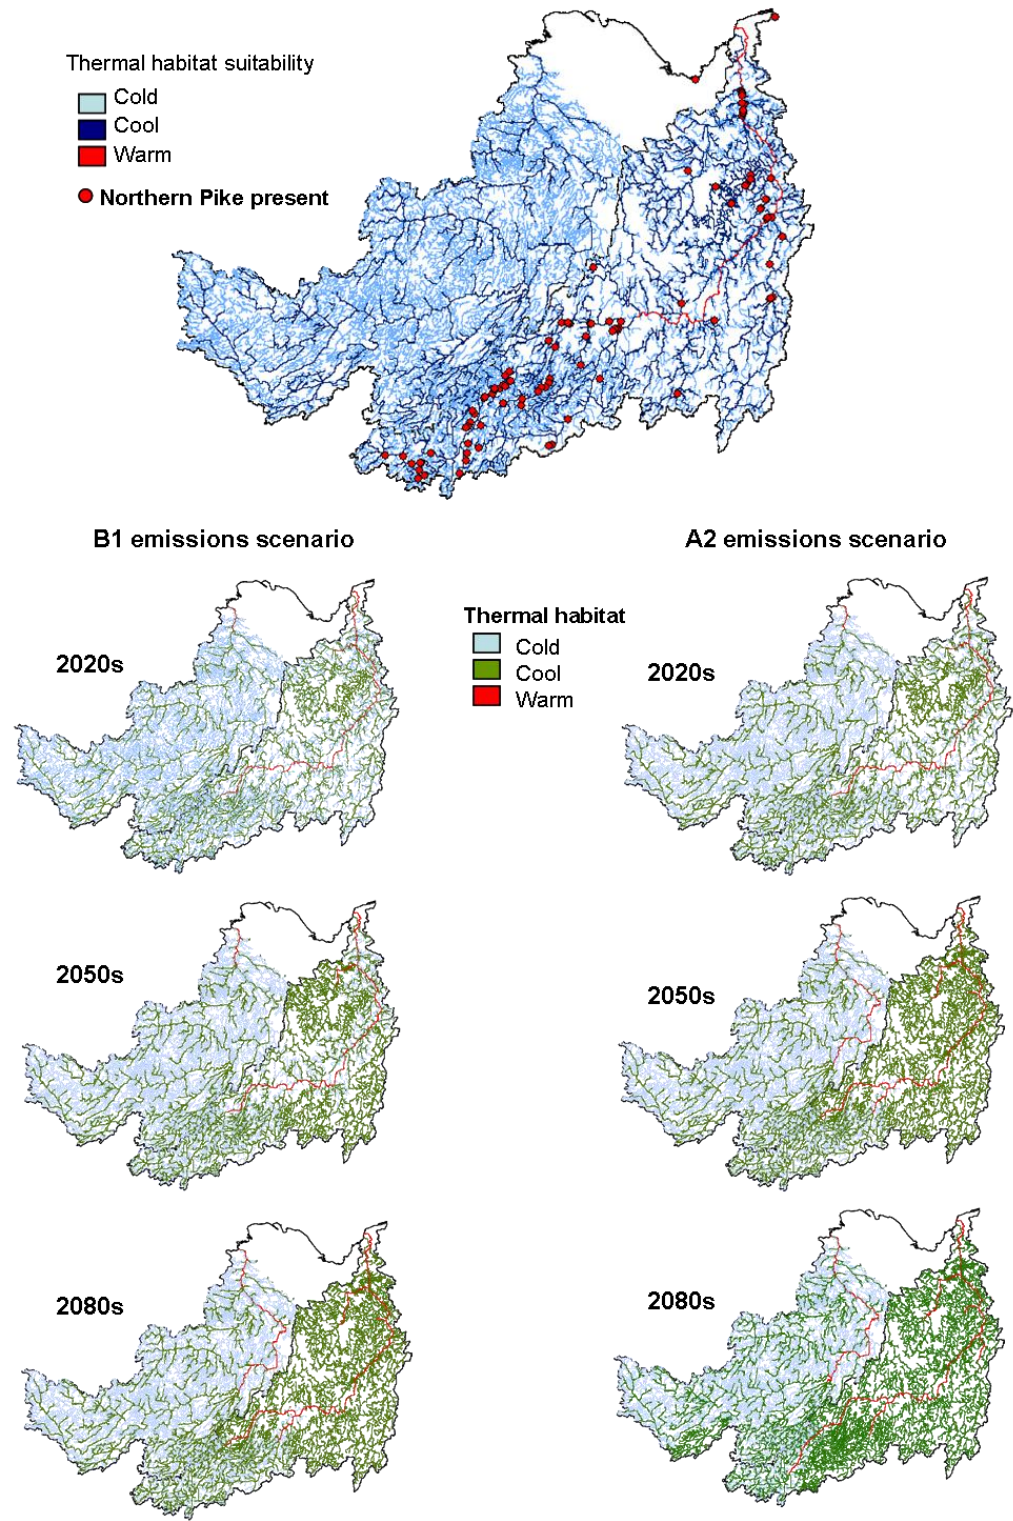 Thermal habitat suitability
Cold
Cool
Warm
Northern Pike present
B1 emissions scenario
A2 emissions scenario
Thermal habitat
Cold
Cool
Warm
2020s
2020s
2050s
2050s
2080s
2080s